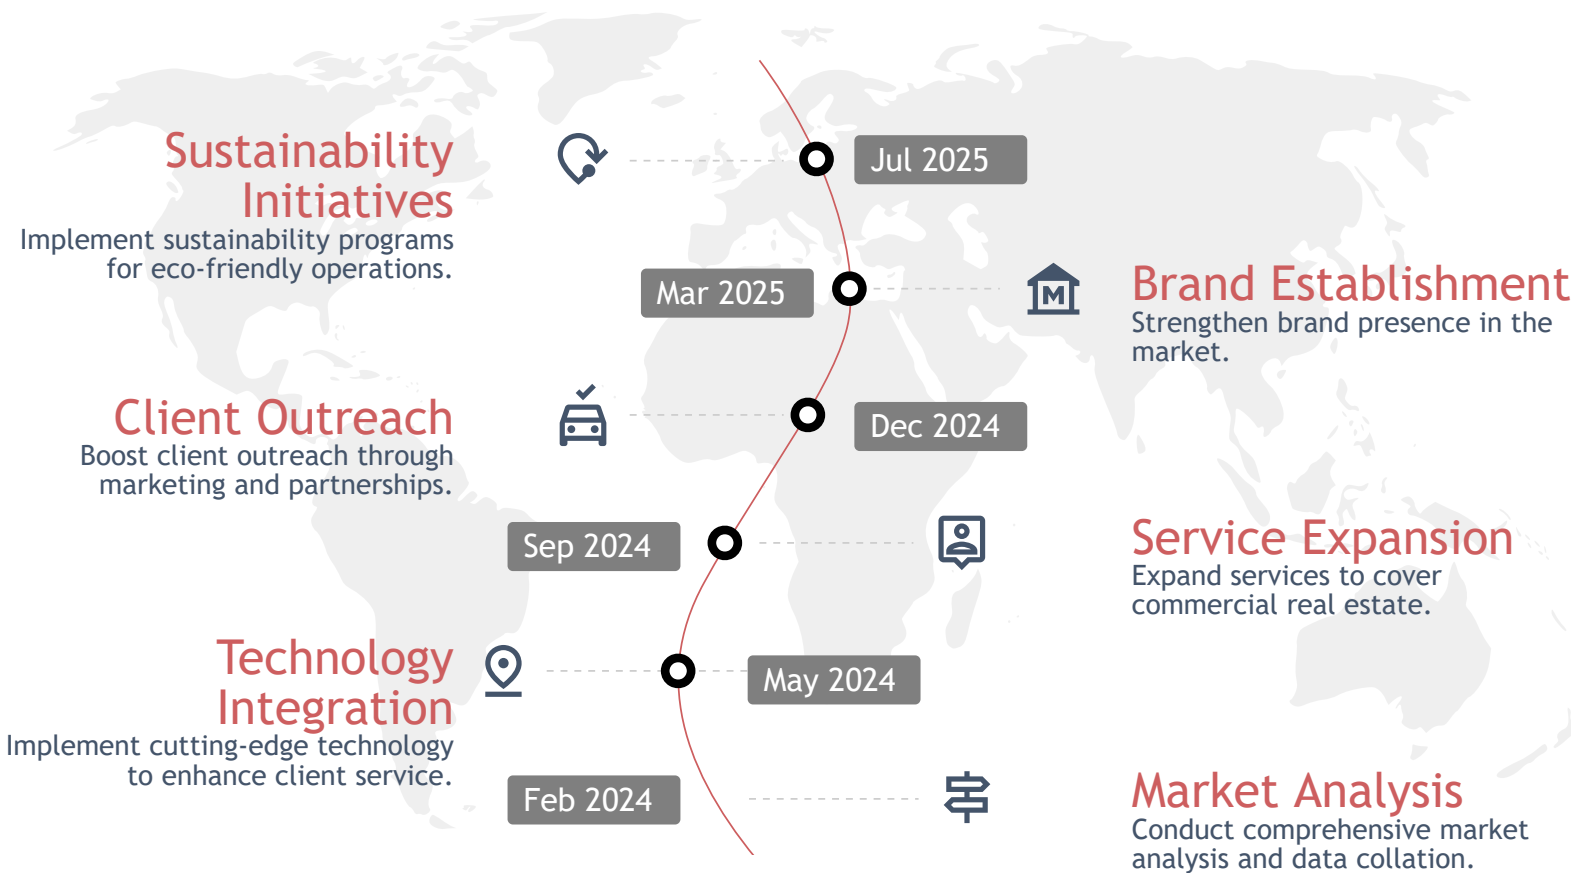 Sustainability
Initiatives
Implement sustainability programs
for eco-friendly operations.
Jul 2025
Mar 2025
M
Brand Establishment
Strengthen brand presence in the
market.
Client Outreach
Boost client outreach through
marketing and partnerships.
Dec 2024
Sep 2024
Service Expansion
Expand services to cover
commercial real estate.
Technology
Integration
Implement cutting-edge technology
to enhance client service.
May 2024
Feb 2024
Market Analysis
Conduct comprehensive market
analysis and data collation.